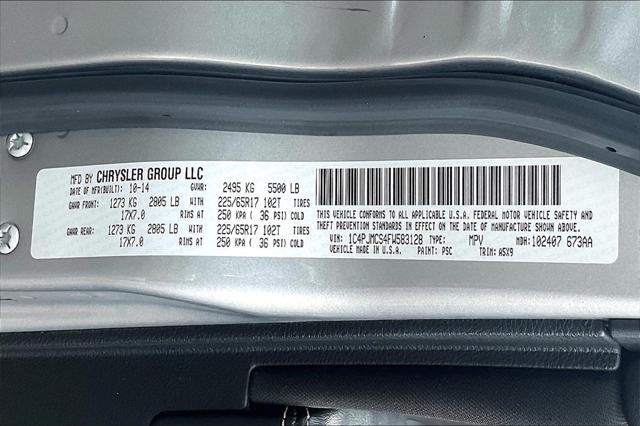 MFD BY CHRYSLER GROUP LLC
DATE OF MFR(BUILT): 10-14 GVWR: 2495 KG 5500 LB
GAWR FRONT: 1273 KG 2805 LB WITH 225/65R17 102T TIRES
17X7.0 RIMS AT 250 KPA ( 36 PSI) COLD
GAWR REAR: 1273 KG 2805 LB WITH 225/65R17 102T TIRES
17X7.0 RIMS AT 250 KPA ( 36 PSI) COLD
THIS VEHICLE CONFORMS TO ALL APPLICABLE U.S.A. FEDERAL MOTOR VEHICLE SAFETY AND
THEFT PREVENTION STANDARDS IN EFFECT ON THE DATE OF MANUFACTURE SHOWN ABOVE.
VIN: 1C4PJMCS4FW583128 TYPE: MPV MDH: 102407 673AA
VEHICLE MADE IN U.S.A. PAINT: PSC TRIM: A5X9